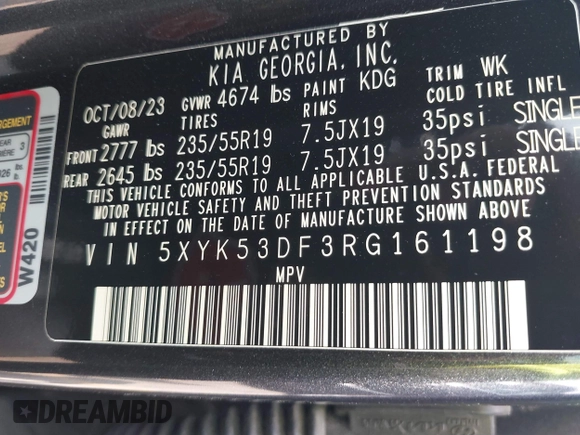 MANUFACTURED BY
KIA GEORGIA, INC.
OCT/08/23 GVWR 4674 lbs PAINT KDG TRIM WK
GAWR TIRES RIMS COLD TIRE INFL
FRONT 2777 lbs 235/55R19 7.5JX19 35psi SINGLE
REAR 2645 lbs 235/55R19 7.5JX19 35psi SINGLE
THIS VEHICLE CONFORMS TO ALL APPLICABLE U.S.A. FEDERAL
MOTOR VEHICLE SAFETY AND THEFT PREVENTION STANDARDS
IN EFFECT ON THE DATE OF MANUFACTURE SHOWN ABOVE.
VIN 5XYK53DF3RG161198
MPV
W420
DREAMBID